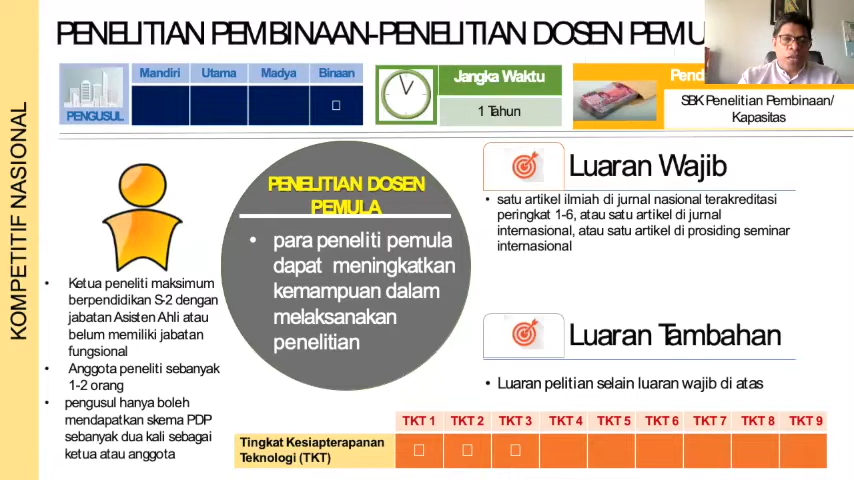 PENELITIAN PEMBINAAN-PENELITIAN DOSEN PEMU
KOMPETITIF NASIONAL
PENGUSUL
Mandiri Utama Madya Binaan
Jangka Waktu
1 Tahun
Pend
SBK Penelitian Pembinaan/
Kapasitas
PENELITIAN DOSEN
PEMULA
• para peneliti pemula
dapat meningkatkan
kemampuan dalam
melaksanakan
penelitian
• Ketua peneliti maksimum
berpendidikan S-2 dengan
jabatan Asisten Ahli atau
belum memiliki jabatan
fungsional
• Anggota peneliti sebanyak
1-2 orang
• pengusul hanya boleh
mendapatkan skema PDP
sebanyak dua kali sebagai
ketua atau anggota
Luaran Wajib
• satu artikel ilmiah di jurnal nasional terakreditasi
peringkat 1-6, atau satu artikel di jurnal
internasional, atau satu artikel di prosiding seminar
internasional
Luaran Tambahan
• Luaran pelitian selain luaran wajib di atas
TKT 1 TKT 2 TKT 3 TKT 4 TKT 5 TKT 6 TKT 7 TKT 8 TKT 9
Tingkat Kesiapterapanan
Teknologi (TKT)